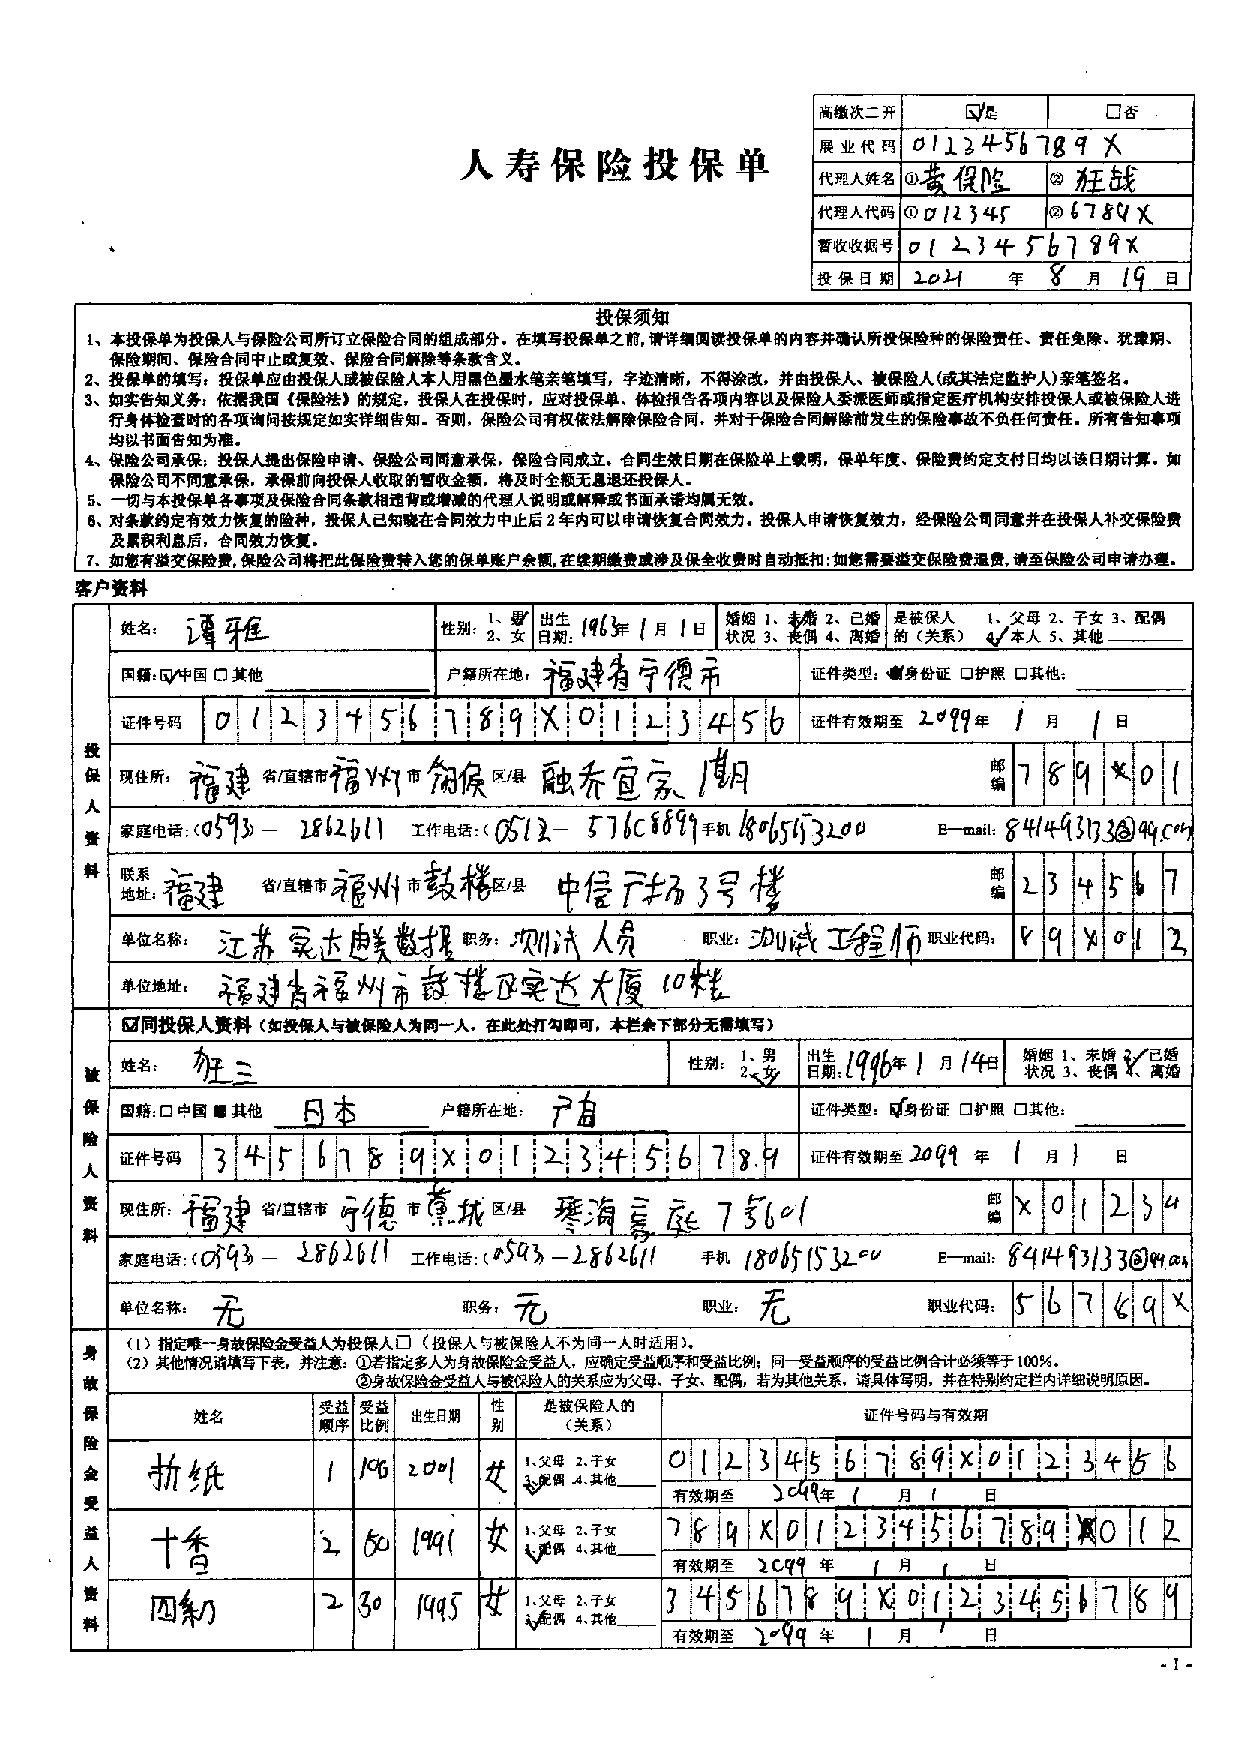 高缴次二开 ☑是 □否
展业代码 0123456789X
人寿保险投保单
代理人姓名 ①黄保险 ②狂战
代理人代码 ①012345 ②6789X
暂收收据号 0123456789X
投保日期 2021 年 8 月 19 日
投保须知
1、本投保单为投保人与保险公司所订立保险合同的组成部分。在填写投保单之前,请详细阅读投保单的内容并确认所投保险种的保险责任、责任免除、犹豫期、
保险期间、保险合同中止或复效、保险合同解除等条款含义。
2、投保单的填写：投保单应由投保人或被保险人本人用黑色墨水笔亲笔填写，字迹清晰，不得涂改，并由投保人、被保险人(或其法定监护人)亲笔签名。
3、如实告知义务：依据我国《保险法》的规定，投保人在投保时，应对投保单、体检报告各项内容以及保险人委派医师或指定医疗机构安排投保人或被保险人进
行身体检查时的各项询问按规定如实详细告知。否则，保险公司有权依法解除保险合同，并对于保险合同解除前发生的保险事故不负任何责任。所有告知事项
均以书面告知为准。
4、保险公司承保：投保人提出保险申请、保险公司同意承保，保险合同成立，合同生效日期在保险单上载明，保单年度、保险费约定支付日均以该日期计算。如
保险公司不同意承保，承保前向投保人收取的暂收金额，将及时全额无息退还投保人。
5、一切与本投保单各事项及保险合同条款相违背或增减的代理人说明或解释或书面承诺均属无效。
6、对条款约定有效力恢复的险种，投保人已知晓在合同效力中止后2年内可以申请恢复合同效力。投保人申请恢复效力，经保险公司同意并在投保人补交保险费
及累积利息后，合同效力恢复。
7、如您有溢交保险费,保险公司将把此保险费转入您的保单账户余额,在续期缴费或涉及保全收费时自动抵扣;如您需要溢交保险费退费,请至保险公司申请办理。
客户资料
投保人资料
姓名： 谭雅 性别：1、男 2、女 出生日期：1963年 1 月 1 日 婚姻状况 1、未婚 2、已婚 3、丧偶 4、离婚 是被保人的（关系） 1、父母 2、子女 3、配偶 4、本人 5、其他
国籍:☑中国 □其他 户籍所在地： 福建省宁德市 证件类型：■身份证 □护照 □其他：
证件号码 0123456789X0123456 证件有效期至 2099年 1 月 1 日
现住所： 福建 省/直辖市 福州 市 闽侯 区/县 融乔宜家1期 邮编 789X01
家庭电话:(0593) — 2862611 工作电话:(0512— 57608899 手机 18065153200 E—mail: 841493133@qq.com
联系地址： 福建 省/直辖市 福州 市 鼓楼 区/县 中信广场3号楼 邮编 234567
单位名称： 江苏实达迪美数据 职务： 测试人员 职业： 测试工程师 职业代码： 89X012
单位地址： 福建省福州市鼓楼区实达大厦10楼
被保险人资料
☑同投保人资料（如投保人与被保险人为同一人，在此处打勾即可，本栏余下部分无需填写）
姓名： 狂三 性别：1、男 2、女 出生日期：1996年 1 月 14日 婚姻状况 1、未婚 2、已婚 3、丧偶 4、离婚
国籍:□中国 ■其他 日本 户籍所在地： 户白 证件类型：☑身份证 □护照 □其他：
证件号码 3456789X0123456789 证件有效期至 2099 年 1 月 1 日
现住所： 福建 省/直辖市 宁德 市 蕉城 区/县 琴海豪庭7号601 邮编 X01234
家庭电话:(0593) — 2862611 工作电话:(0593)—2862611 手机 18065153200 E—mail: 841493133@qq.com
单位名称： 无 职务： 无 职业： 无 职业代码： 56789X
身故保险金受益人资料
（1）指定唯一身故保险金受益人为投保人□（投保人与被保险人不为同一人时适用）。
（2）其他情况请填写下表，并注意：①若指定多人为身故保险金受益人，应确定受益顺序和受益比例；同一受益顺序的受益比例合计必须等于100%。
②身故保险金受益人与被保险人的关系应为父母、子女、配偶，若为其他关系，请具体写明，并在特别约定栏内详细说明原因。
姓名 受益顺序 受益比例 出生日期 性别 是被保险人的（关系） 证件号码与有效期
折纸 1 100 2001 女 1、父母 2、子女 3、配偶 4、其他 0123456789X0123456
有效期至 2099年 1 月 1 日
十香 2 50 1991 女 1、父母 2、子女 3、配偶 4、其他 789X0123456789X012
有效期至 2099 年 1 月 1 日
四糸乃 2 30 1995 女 1、父母 2、子女 3、配偶 4、其他 3456789X0123456789
有效期至 2099 年 1 月 1 日
- 1 -